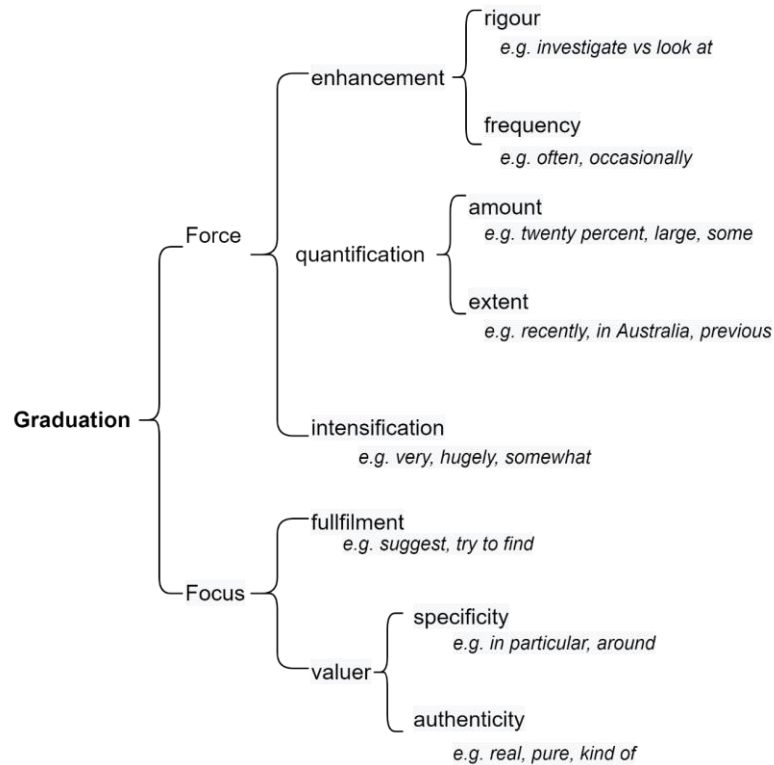 rigour
e.g. investigate vs look at
enhancement
frequency
e.g. often, occasionally
amount
e.g. twenty percent, large, some
Force
quantification
extent
e.g. recently, in Australia, previous
Graduation
intensification
e.g. very, hugely, somewhat
fullfilment
e.g. suggest, try to find
Focus
specificity
e.g. in particular, around
valuer
authenticity
e.g. real, pure, kind of